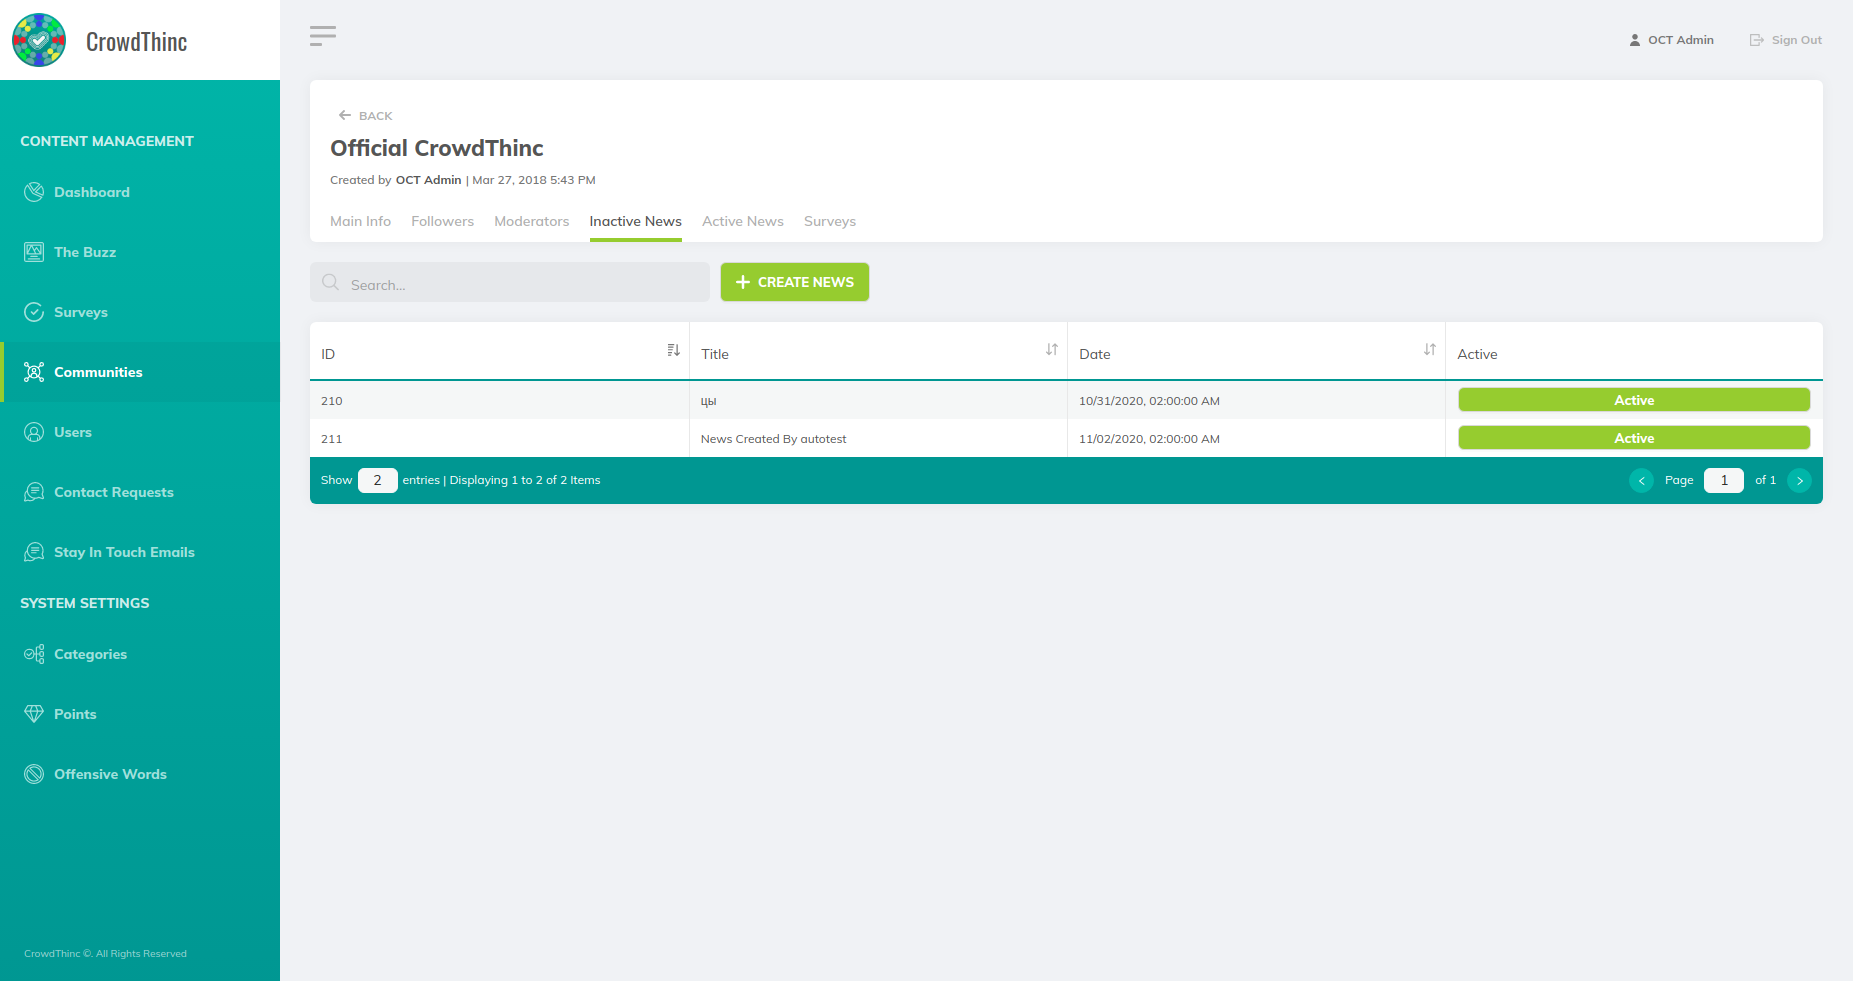 CrowdThinc
OCT Admin
Sign Out
CONTENT MANAGEMENT
Dashboard
The Buzz
Surveys
Communities
Users
Contact Requests
Stay In Touch Emails
SYSTEM SETTINGS
Categories
Points
Offensive Words
CrowdThinc ©. All Rights Reserved
BACK
Official CrowdThinc
Created by OCT Admin | Mar 27, 2018 5:43 PM
Main Info Followers Moderators Inactive News Active News Surveys
Search...
CREATE NEWS
ID Title Date Active
210 цы 10/31/2020, 02:00:00 AM Active
211 News Created By autotest 11/02/2020, 02:00:00 AM Active
Show 2 entries | Displaying 1 to 2 of 2 Items
Page 1 of 1